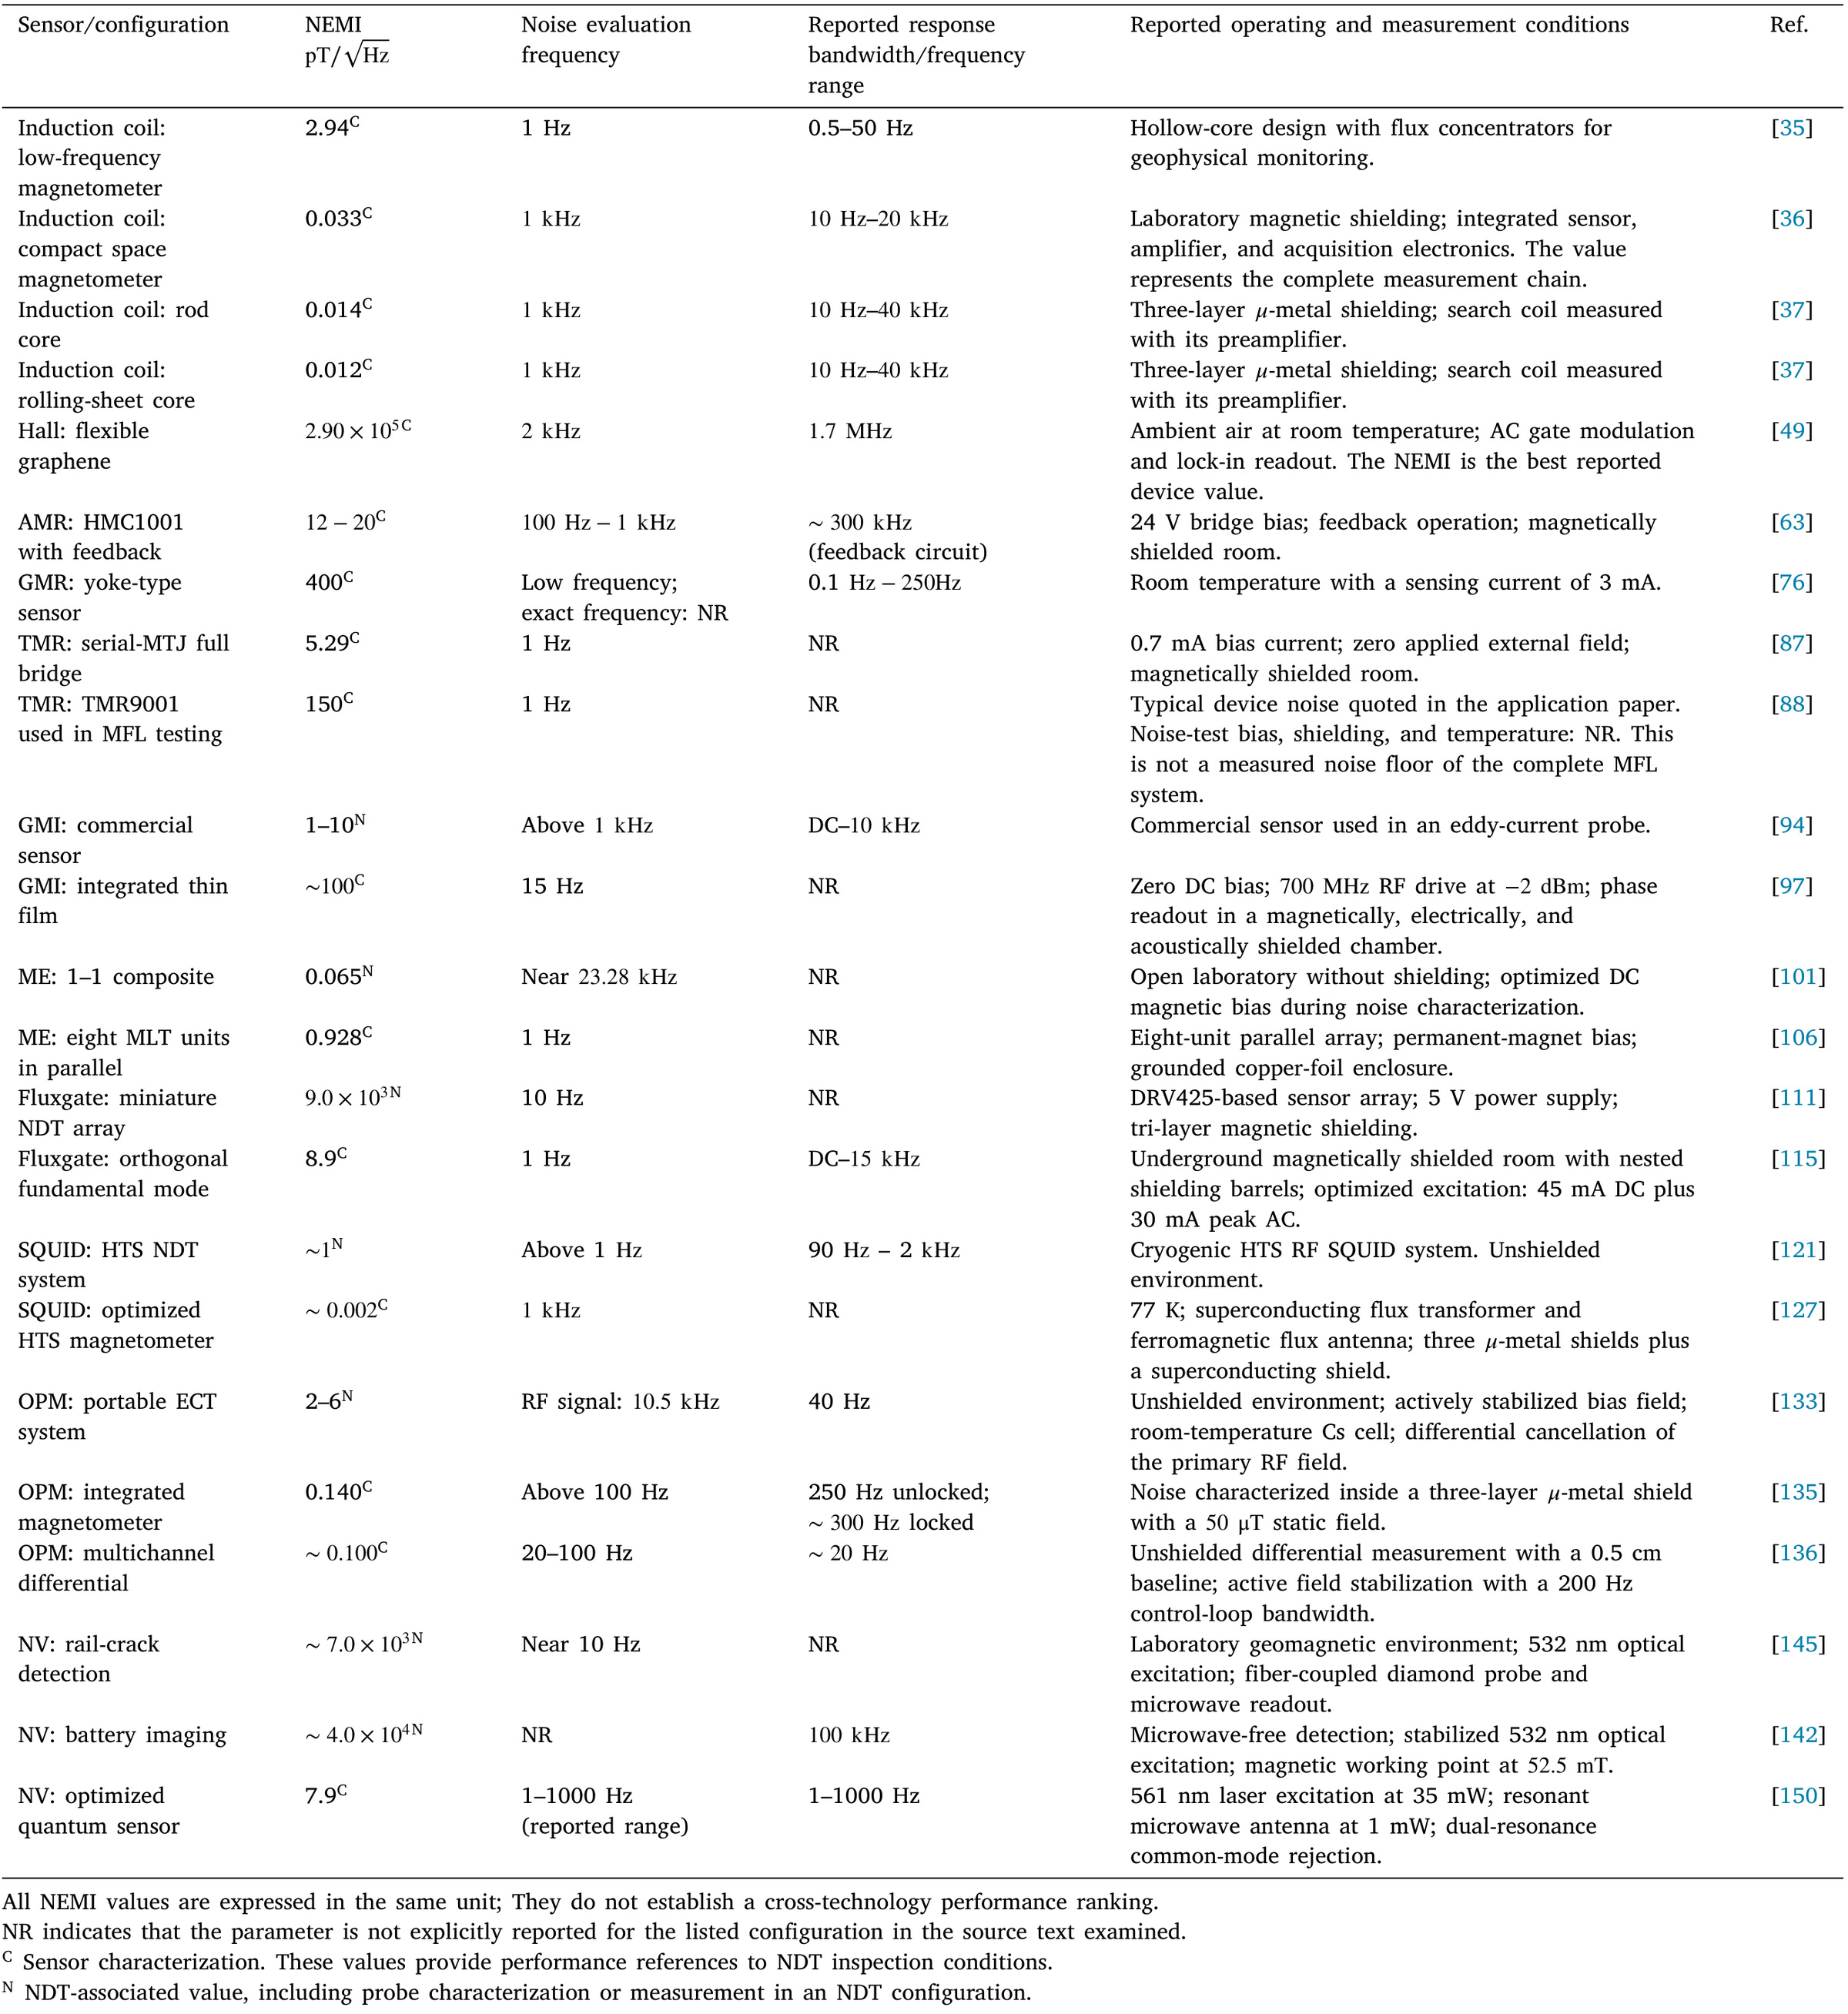 Sensor/configuration NEMI Noise evaluation Reported response Reported operating and measurement conditions Ref.
pT/√Hz frequency bandwidth/frequency
range
Induction coil: 2.94C 1 Hz 0.5–50 Hz Hollow-core design with flux concentrators for [35]
low-frequency geophysical monitoring.
magnetometer
Induction coil: 0.033C 1 kHz 10 Hz–20 kHz Laboratory magnetic shielding; integrated sensor, [36]
compact space amplifier, and acquisition electronics. The value
magnetometer represents the complete measurement chain.
Induction coil: rod 0.014C 1 kHz 10 Hz–40 kHz Three-layer μ-metal shielding; search coil measured [37]
core with its preamplifier.
Induction coil: 0.012C 1 kHz 10 Hz–40 kHz Three-layer μ-metal shielding; search coil measured [37]
rolling-sheet core with its preamplifier.
Hall: flexible 2.90 × 10^5C 2 kHz 1.7 MHz Ambient air at room temperature; AC gate modulation [49]
graphene and lock-in readout. The NEMI is the best reported
device value.
AMR: HMC1001 12 – 20C 100 Hz – 1 kHz ~ 300 kHz 24 V bridge bias; feedback operation; magnetically [63]
with feedback (feedback circuit) shielded room.
GMR: yoke-type 400C Low frequency; 0.1 Hz – 250Hz Room temperature with a sensing current of 3 mA. [76]
sensor exact frequency: NR
TMR: serial-MTJ full 5.29C 1 Hz NR 0.7 mA bias current; zero applied external field; [87]
bridge magnetically shielded room.
TMR: TMR9001 150C 1 Hz NR Typical device noise quoted in the application paper. [88]
used in MFL testing Noise-test bias, shielding, and temperature: NR. This
is not a measured noise floor of the complete MFL
system.
GMI: commercial 1–10N Above 1 kHz DC–10 kHz Commercial sensor used in an eddy-current probe. [94]
sensor
GMI: integrated thin ~100C 15 Hz NR Zero DC bias; 700 MHz RF drive at −2 dBm; phase [97]
film readout in a magnetically, electrically, and
acoustically shielded chamber.
ME: 1–1 composite 0.065N Near 23.28 kHz NR Open laboratory without shielding; optimized DC [101]
magnetic bias during noise characterization.
ME: eight MLT units 0.928C 1 Hz NR Eight-unit parallel array; permanent-magnet bias; [106]
in parallel grounded copper-foil enclosure.
Fluxgate: miniature 9.0 × 10^3N 10 Hz NR DRV425-based sensor array; 5 V power supply; [111]
NDT array tri-layer magnetic shielding.
Fluxgate: orthogonal 8.9C 1 Hz DC–15 kHz Underground magnetically shielded room with nested [115]
fundamental mode shielding barrels; optimized excitation: 45 mA DC plus
30 mA peak AC.
SQUID: HTS NDT ~1N Above 1 Hz 90 Hz – 2 kHz Cryogenic HTS RF SQUID system. Unshielded [121]
system environment.
SQUID: optimized ~ 0.002C 1 kHz NR 77 K; superconducting flux transformer and [127]
HTS magnetometer ferromagnetic flux antenna; three μ-metal shields plus
a superconducting shield.
OPM: portable ECT 2–6N RF signal: 10.5 kHz 40 Hz Unshielded environment; actively stabilized bias field; [133]
system room-temperature Cs cell; differential cancellation of
the primary RF field.
OPM: integrated 0.140C Above 100 Hz 250 Hz unlocked; Noise characterized inside a three-layer μ-metal shield [135]
magnetometer ~ 300 Hz locked with a 50 μT static field.
OPM: multichannel ~ 0.100C 20–100 Hz ~ 20 Hz Unshielded differential measurement with a 0.5 cm [136]
differential baseline; active field stabilization with a 200 Hz
control-loop bandwidth.
NV: rail-crack ~ 7.0 × 10^3N Near 10 Hz NR Laboratory geomagnetic environment; 532 nm optical [145]
detection excitation; fiber-coupled diamond probe and
microwave readout.
NV: battery imaging ~ 4.0 × 10^4N NR 100 kHz Microwave-free detection; stabilized 532 nm optical [142]
excitation; magnetic working point at 52.5 mT.
NV: optimized 7.9C 1–1000 Hz 1–1000 Hz 561 nm laser excitation at 35 mW; resonant [150]
quantum sensor (reported range) microwave antenna at 1 mW; dual-resonance
common-mode rejection.
All NEMI values are expressed in the same unit; They do not establish a cross-technology performance ranking.
NR indicates that the parameter is not explicitly reported for the listed configuration in the source text examined.
C Sensor characterization. These values provide performance references to NDT inspection conditions.
N NDT-associated value, including probe characterization or measurement in an NDT configuration.